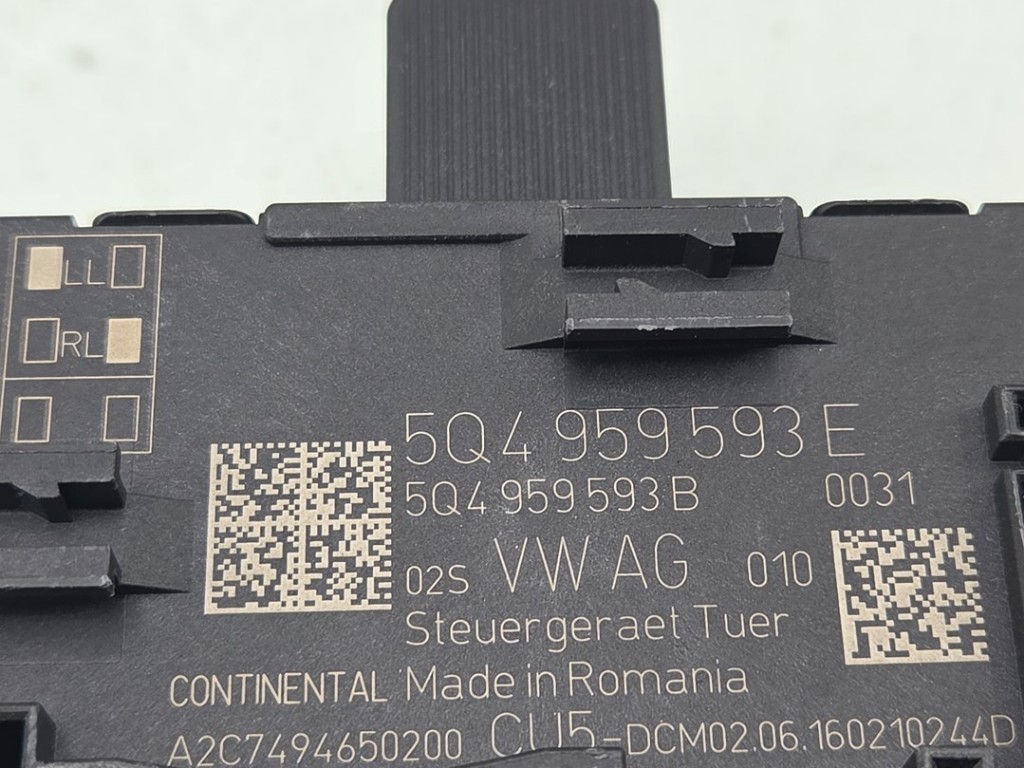 LL
RL
5Q4 959 593 E
5Q4 959 593 B 0031
02S VW AG 010
Steuergeraet Tuer
CONTINENTAL Made in Romania
A2C7494650200 CU5-DCM02.06.160210244D